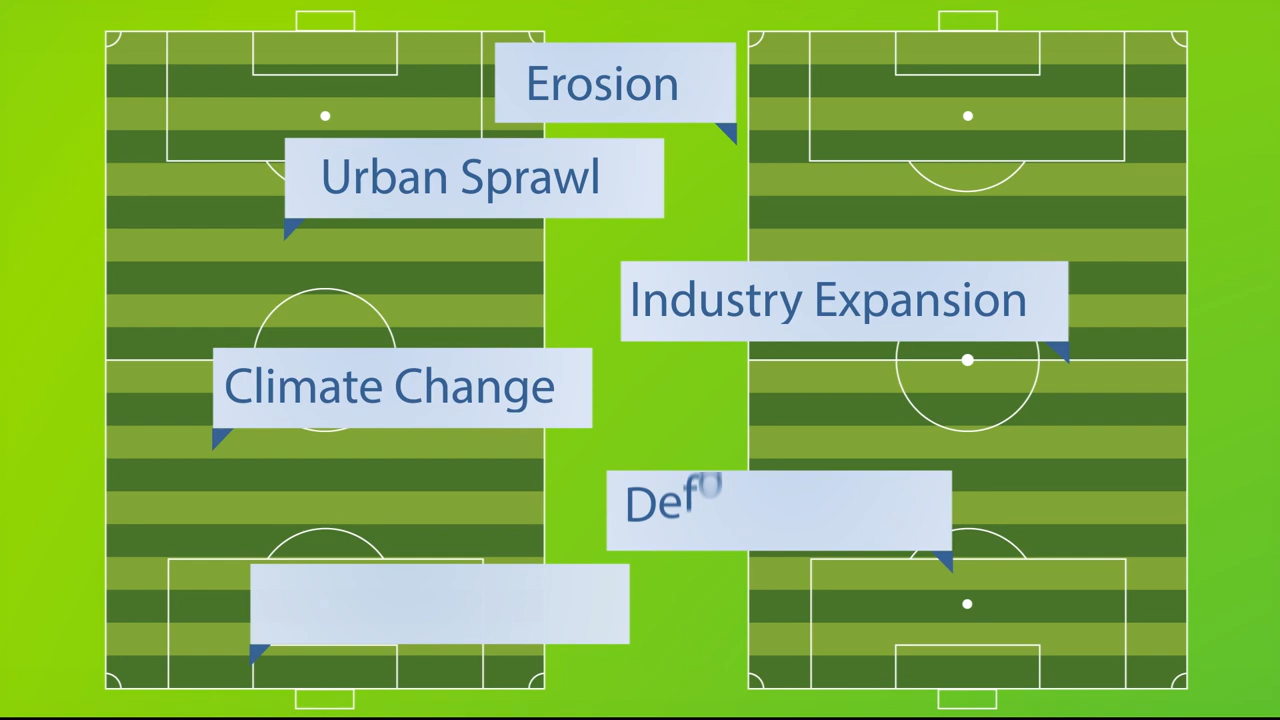 Erosion
Urban Sprawl
Industry Expansion
Climate Change